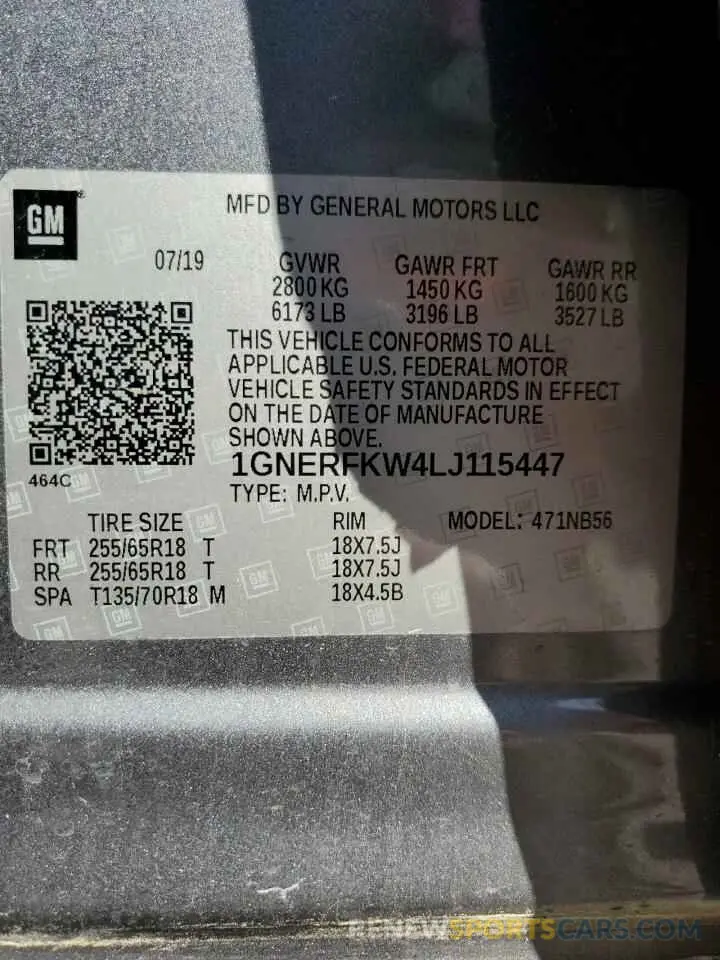 GM
MFD BY GENERAL MOTORS LLC
07/19 GVWR GAWR FRT GAWR RR
2800 KG 1450 KG 1600 KG
6173 LB 3196 LB 3527 LB
THIS VEHICLE CONFORMS TO ALL
APPLICABLE U.S. FEDERAL MOTOR
VEHICLE SAFETY STANDARDS IN EFFECT
ON THE DATE OF MANUFACTURE
SHOWN ABOVE.
464C
1GNERFKW4LJ115447
TYPE: M.P.V.
TIRE SIZE RIM MODEL: 471NB56
FRT 255/65R18 T 18X7.5J
RR 255/65R18 T 18X7.5J
SPA T135/70R18 M 18X4.5B
RENEWSPORTSCARS.COM